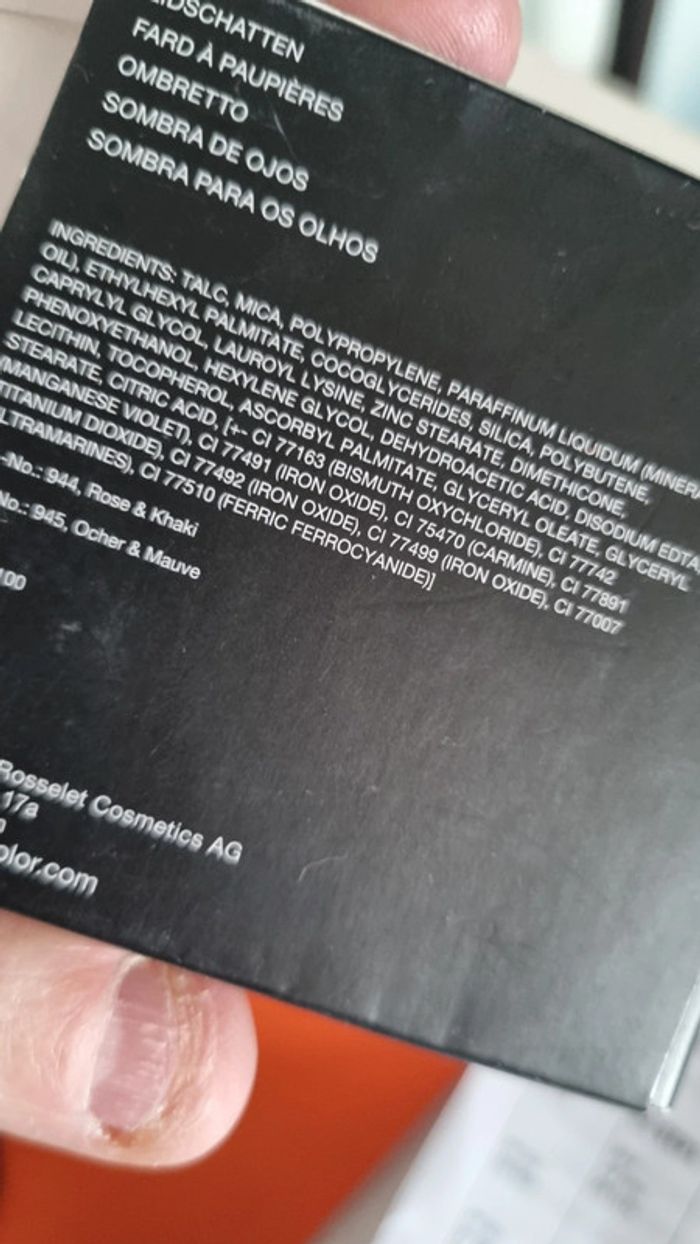 LIDSCHATTEN
FARD À PAUPIÈRES
OMBRETTO
SOMBRA DE OJOS
SOMBRA PARA OS OLHOS
INGREDIENTS: TALC, MICA, POLYPROPYLENE, PARAFFINUM LIQUIDUM (MINER
OIL), ETHYLHEXYL PALMITATE, COCOGLYCERIDES, SILICA, POLYBUTENE,
CAPRYLYL GLYCOL, LAUROYL LYSINE, ZINC STEARATE, DIMETHICONE,
PHENOXYETHANOL, HEXYLENE GLYCOL, DEHYDROACETIC ACID, DISODIUM EDTA,
LECITHIN, TOCOPHEROL, ASCORBYL PALMITATE, GLYCERYL OLEATE, GLYCERYL
STEARATE, CITRIC ACID, [+- CI 77163 (BISMUTH OXYCHLORIDE), CI 77742
(MANGANESE VIOLET), CI 77491 (IRON OXIDE), CI 75470 (CARMINE), CI 77891
TITANIUM DIOXIDE), CI 77492 (IRON OXIDE), CI 77499 (IRON OXIDE), CI 77007
LTRAMARINES), CI 77510 (FERRIC FERROCYANIDE)]
-No.: 944, Rose & Khaki
No.: 945, Ocher & Mauve
100
Rosselet Cosmetics AG
17a
olor.com